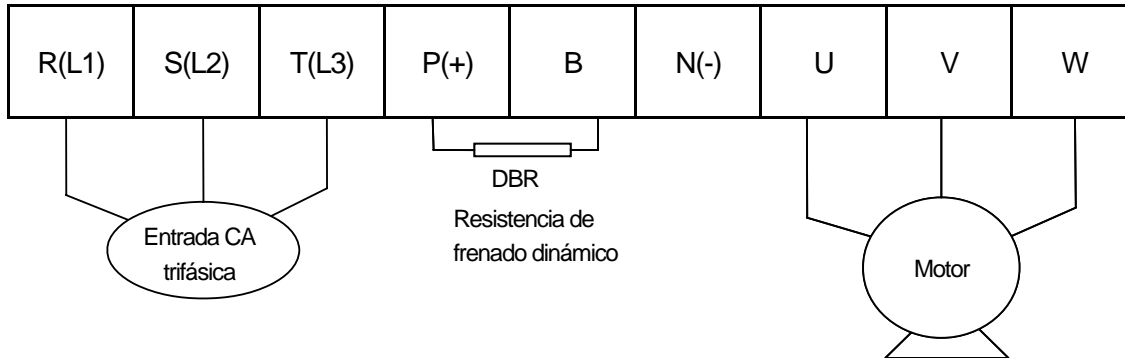 R(L1) S(L2) T(L3) P(+) B N(-) U V W
DBR
Resistencia de
frenado dinámico
Entrada CA
trifásica
Motor